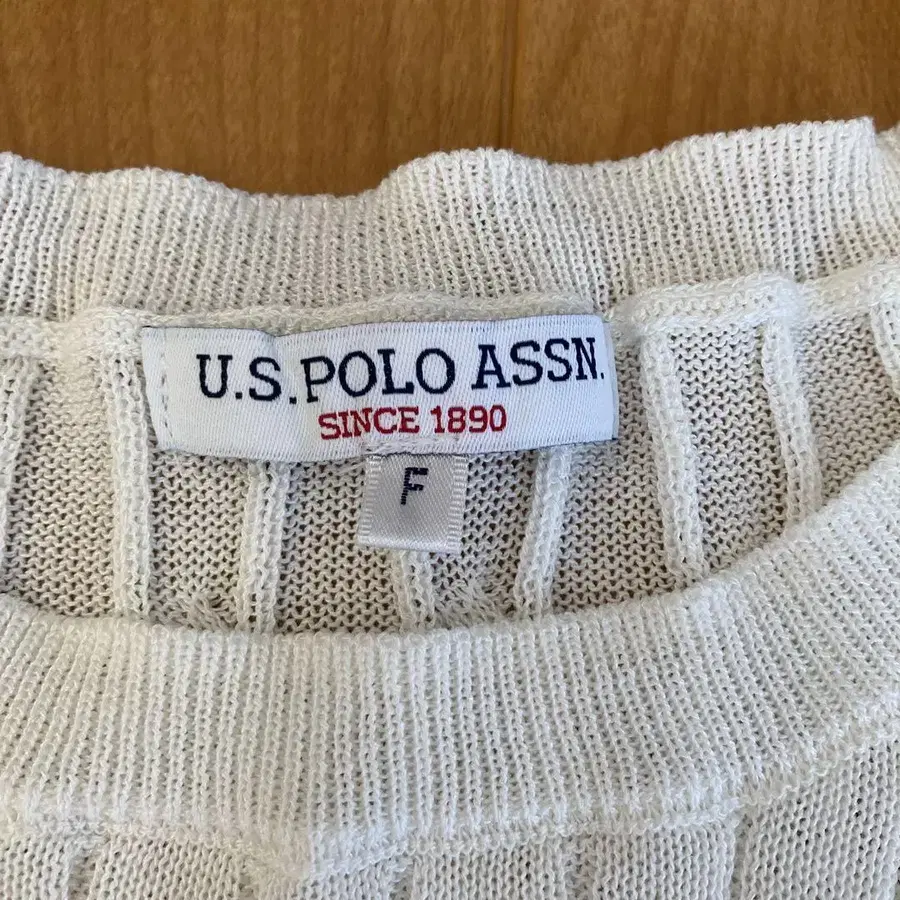 U.S. POLO ASSN.
SINCE 1890
F